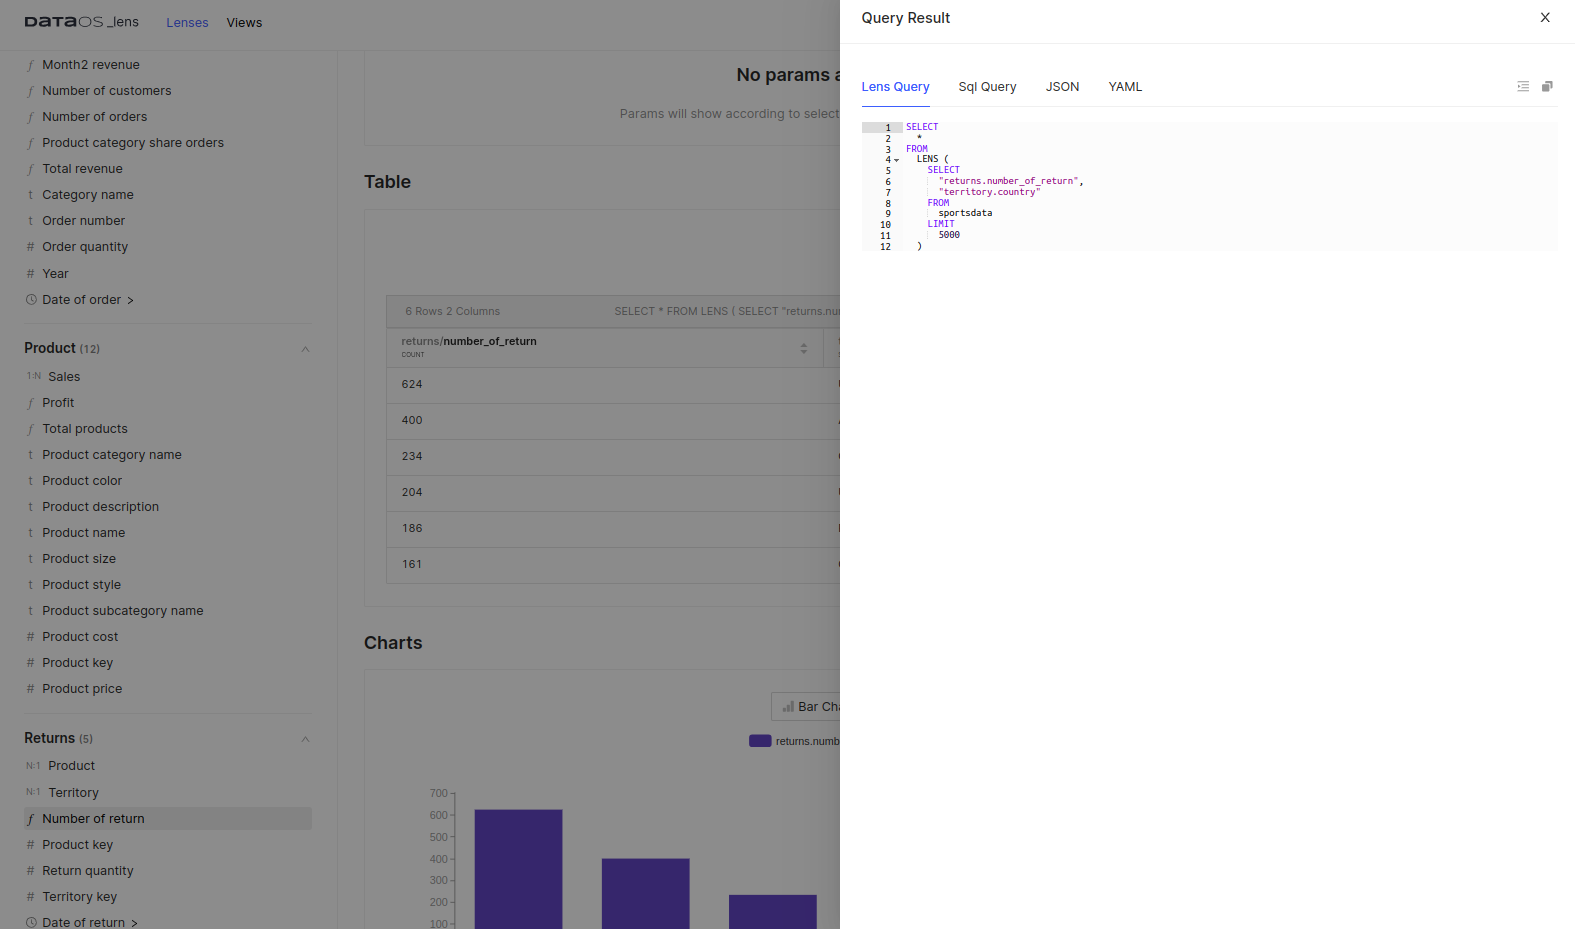 DATAOS_lens
Lenses
Views
Month2 revenue
Number of customers
Number of orders
Product category share orders
Total revenue
Category name
Order number
Order quantity
Year
Date of order >
Product (12)
1:N Sales
Profit
Total products
Product category name
Product color
Product description
Product name
Product size
Product style
Product subcategory name
Product cost
Product key
Product price
Returns (5)
N:1 Product
N:1 Territory
Number of return
Product key
Return quantity
Territory key
Date of return >
No params
Params will show according to select
Table
6 Rows 2 Columns
SELECT * FROM LENS ( SELECT "returns.nu
returns/number_of_return
COUNT
624
400
234
204
186
161
Charts
Bar Cha
returns.numb
700
600
500
400
300
200
100
Query Result
X
Lens Query
Sql Query
JSON
YAML
1 SELECT
2 *
3 FROM
4 LENS (
5 SELECT
6 "returns.number_of_return",
7 "territory.country"
8 FROM
9 sportsdata
10 LIMIT
11 5000
12 )